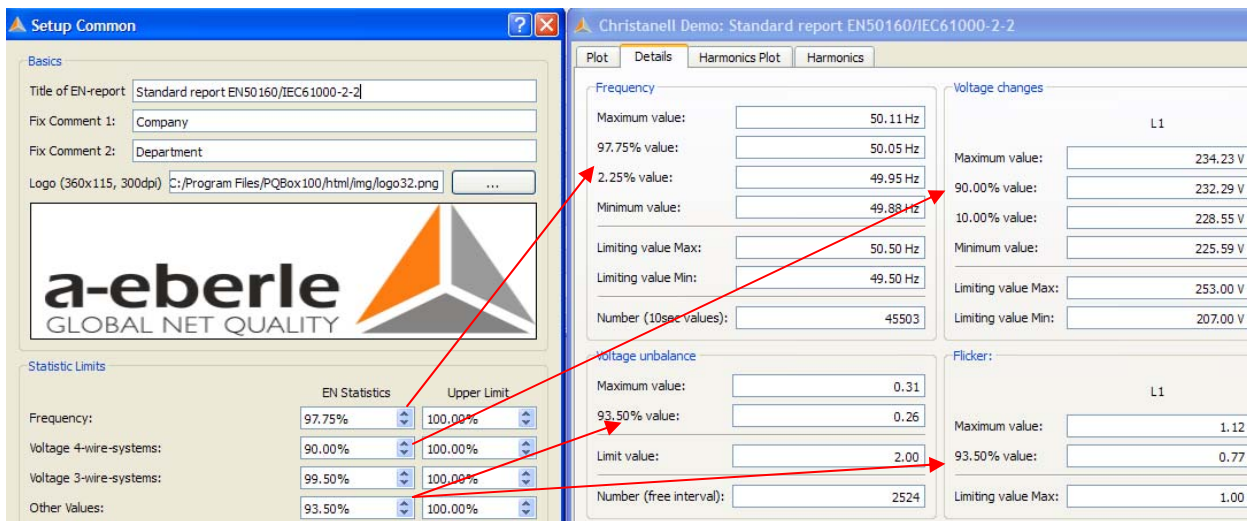 Setup Common
Basics
Title of EN-report Standard report EN50160/IEC61000-2-2
Fix Comment 1: Company
Fix Comment 2: Department
Logo (360x115, 300dpi) C:/Program Files/PQBox100/html/img/logo32.png ...
a-eberle
GLOBAL NET QUALITY
Statistic Limits
EN Statistics Upper Limit
Frequency: 97.75% 100.00%
Voltage 4-wire-systems: 90.00% 100.00%
Voltage 3-wire-systems: 99.50% 100.00%
Other Values: 93.50% 100.00%
Christanell Demo: Standard report EN50160/IEC61000-2-2
Plot Details Harmonics Plot Harmonics
Frequency
Maximum value: 50.11 Hz
97.75% value: 50.05 Hz
2.25% value: 49.95 Hz
Minimum value: 49.88 Hz
Limiting value Max: 50.50 Hz
Limiting value Min: 49.50 Hz
Number (10sec values): 45503
Voltage changes
L1
Maximum value: 234.23 V
90.00% value: 232.29 V
10.00% value: 228.55 V
Minimum value: 225.59 V
Limiting value Max: 253.00 V
Limiting value Min: 207.00 V
Voltage unbalance
Maximum value: 0.31
93.50% value: 0.26
Limit value: 2.00
Number (free interval): 2524
Flicker:
L1
Maximum value: 1.12
93.50% value: 0.77
Limiting value Max: 1.00